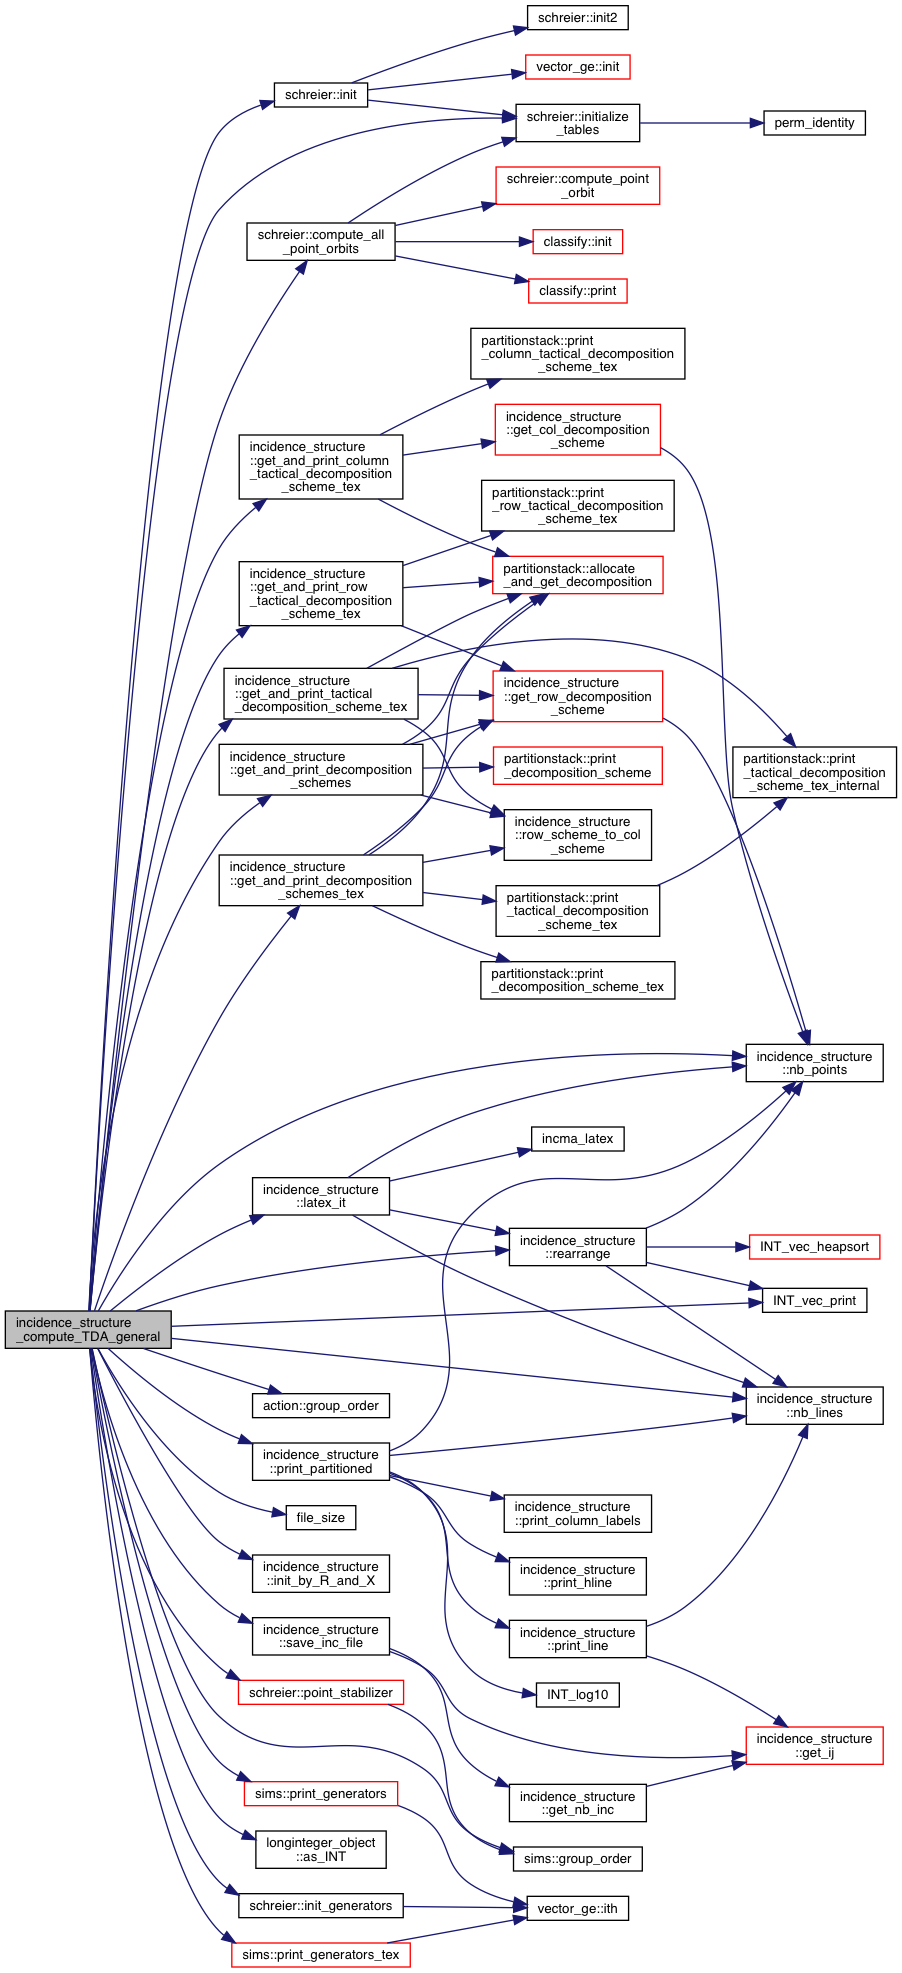 schreier::init2
vector_ge::init
schreier::init
schreier::initialize
_tables
perm_identity
schreier::compute_point
_orbit
schreier::compute_all
_point_orbits
classify::init
classify::print
partitionstack::print
_column_tactical_decomposition
_scheme_tex
incidence_structure
::get_col_decomposition
_scheme
incidence_structure
::get_and_print_column
_tactical_decomposition
_scheme_tex
partitionstack::print
_row_tactical_decomposition
_scheme_tex
partitionstack::allocate
_and_get_decomposition
incidence_structure
::get_and_print_row
_tactical_decomposition
_scheme_tex
incidence_structure
::get_and_print_tactical
_decomposition_scheme_tex
incidence_structure
::get_row_decomposition
_scheme
incidence_structure
::get_and_print_decomposition
_schemes
partitionstack::print
_decomposition_scheme
partitionstack::print
_tactical_decomposition
_scheme_tex_internal
incidence_structure
::row_scheme_to_col
_scheme
incidence_structure
::get_and_print_decomposition
_schemes_tex
partitionstack::print
_tactical_decomposition
_scheme_tex
partitionstack::print
_decomposition_scheme_tex
incidence_structure
::nb_points
incma_latex
incidence_structure
::latex_it
incidence_structure
::rearrange
INT_vec_heapsort
INT_vec_print
incidence_structure
_compute_TDA_general
action::group_order
incidence_structure
::nb_lines
incidence_structure
::print_partitioned
incidence_structure
::print_column_labels
file_size
incidence_structure
::init_by_R_and_X
incidence_structure
::print_hline
incidence_structure
::save_inc_file
incidence_structure
::print_line
schreier::point_stabilizer
INT_log10
incidence_structure
::get_ij
sims::print_generators
incidence_structure
::get_nb_inc
longinteger_object
::as_INT
sims::group_order
schreier::init_generators
vector_ge::ith
sims::print_generators_tex